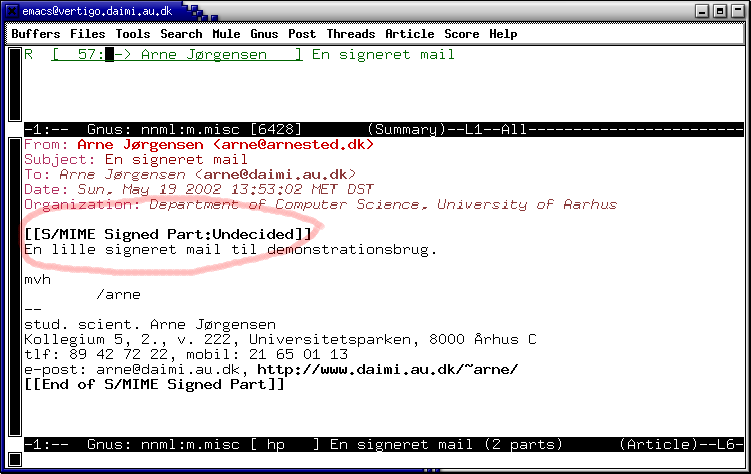 emacs@vertigo.daimi.au.dk
Buffers Files Tools Search Mule Gnus Post Threads Article Score Help
R  [  57: -> Arne Jørgensen   ] En signeret mail
-1:--  Gnus: nnml:m.misc [6428]      (Summary)--L1--All-------------------------
From: Arne Jørgensen <arne@arnested.dk>
Subject: En signeret mail
To: Arne Jørgensen <arne@daimi.au.dk>
Date: Sun, May 19 2002 13:53:02 MET DST
Organization: Department of Computer Science, University of Aarhus
[[S/MIME Signed Part:Undecided]]
En lille signeret mail til demonstrationsbrug.
mvh
/arne
--
stud. scient. Arne Jørgensen
Kollegium 5, 2., v. 222, Universitetsparken, 8000 Århus C
tlf: 89 42 72 22, mobil: 21 65 01 13
e-post: arne@daimi.au.dk, http://www.daimi.au.dk/~arne/
[[End of S/MIME Signed Part]]
-1:--  Gnus: nnml:m.misc [ hp   ] En signeret mail (2 parts)      (Article)--L6-